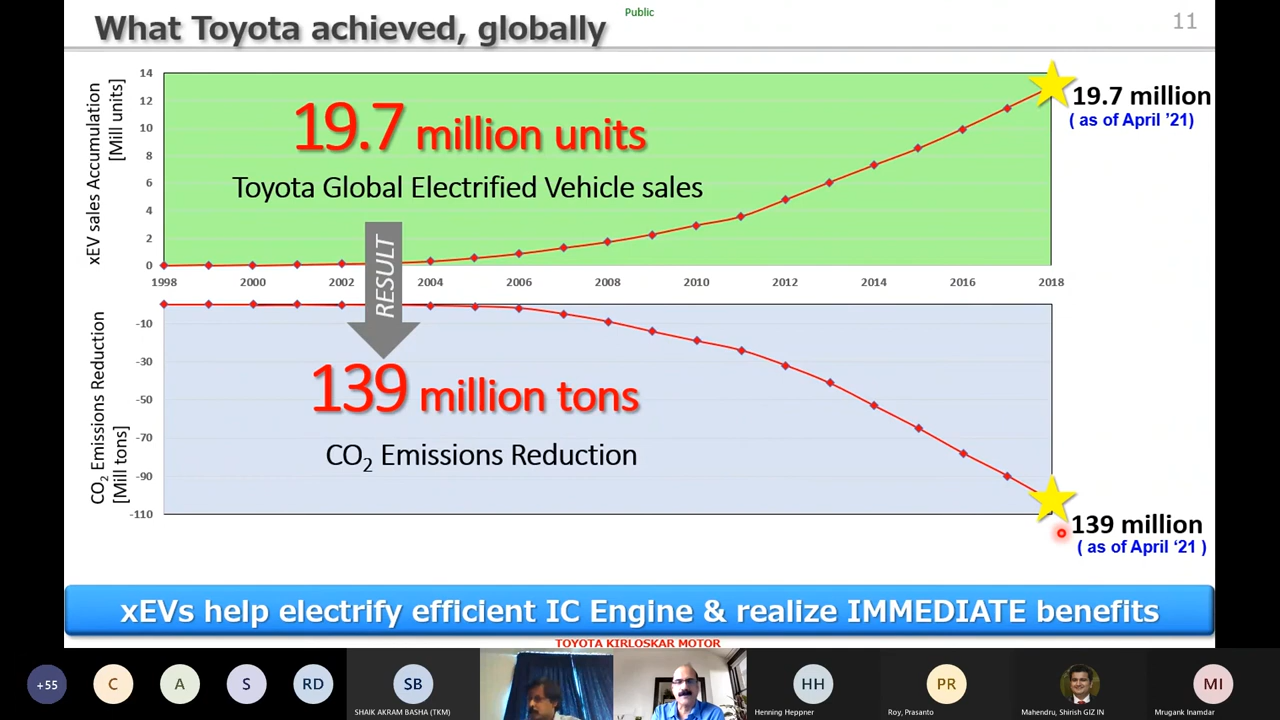 Public
What Toyota achieved, globally
11
xEV sales Accumulation
[Mill units]
14
12
10
8
6
4
2
0
19.7 million units
Toyota Global Electrified Vehicle sales
19.7 million
( as of April '21)
1998
2000
2002
2004
2006
2008
2010
2012
2014
2016
2018
RESULT
CO2 Emissions Reduction
[Mill tons]
-10
-30
-50
-70
-90
-110
139 million tons
CO2 Emissions Reduction
139 million
( as of April '21 )
xEVs help electrify efficient IC Engine & realize IMMEDIATE benefits
TOYOTA KIRLOSKAR MOTOR
+55
C
A
S
RD
SB
SHAIK AKRAM BASHA (TKM)
HH
Henning Heppner
PR
Roy, Prasanto
Mahendru, Shirish GIZ IN
MI
Mrugank Inamdar